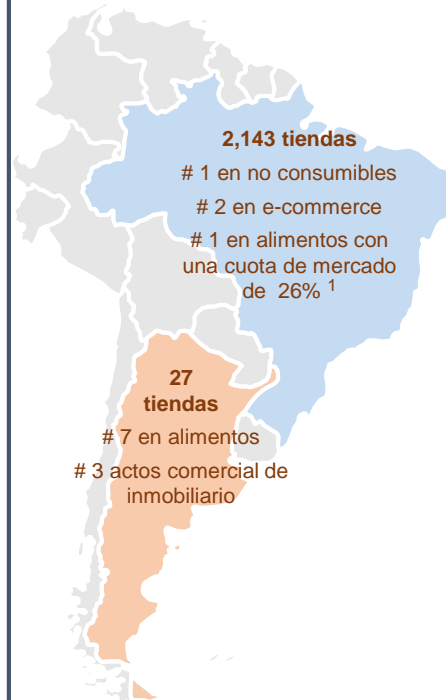 2,143 tiendas
# 1 en no consumibles
# 2 en e-commerce
# 1 en alimentos con
una cuota de mercado
de 26% 1
27
tiendas
# 7 en alimentos
# 3 actos comercial de
inmobiliario